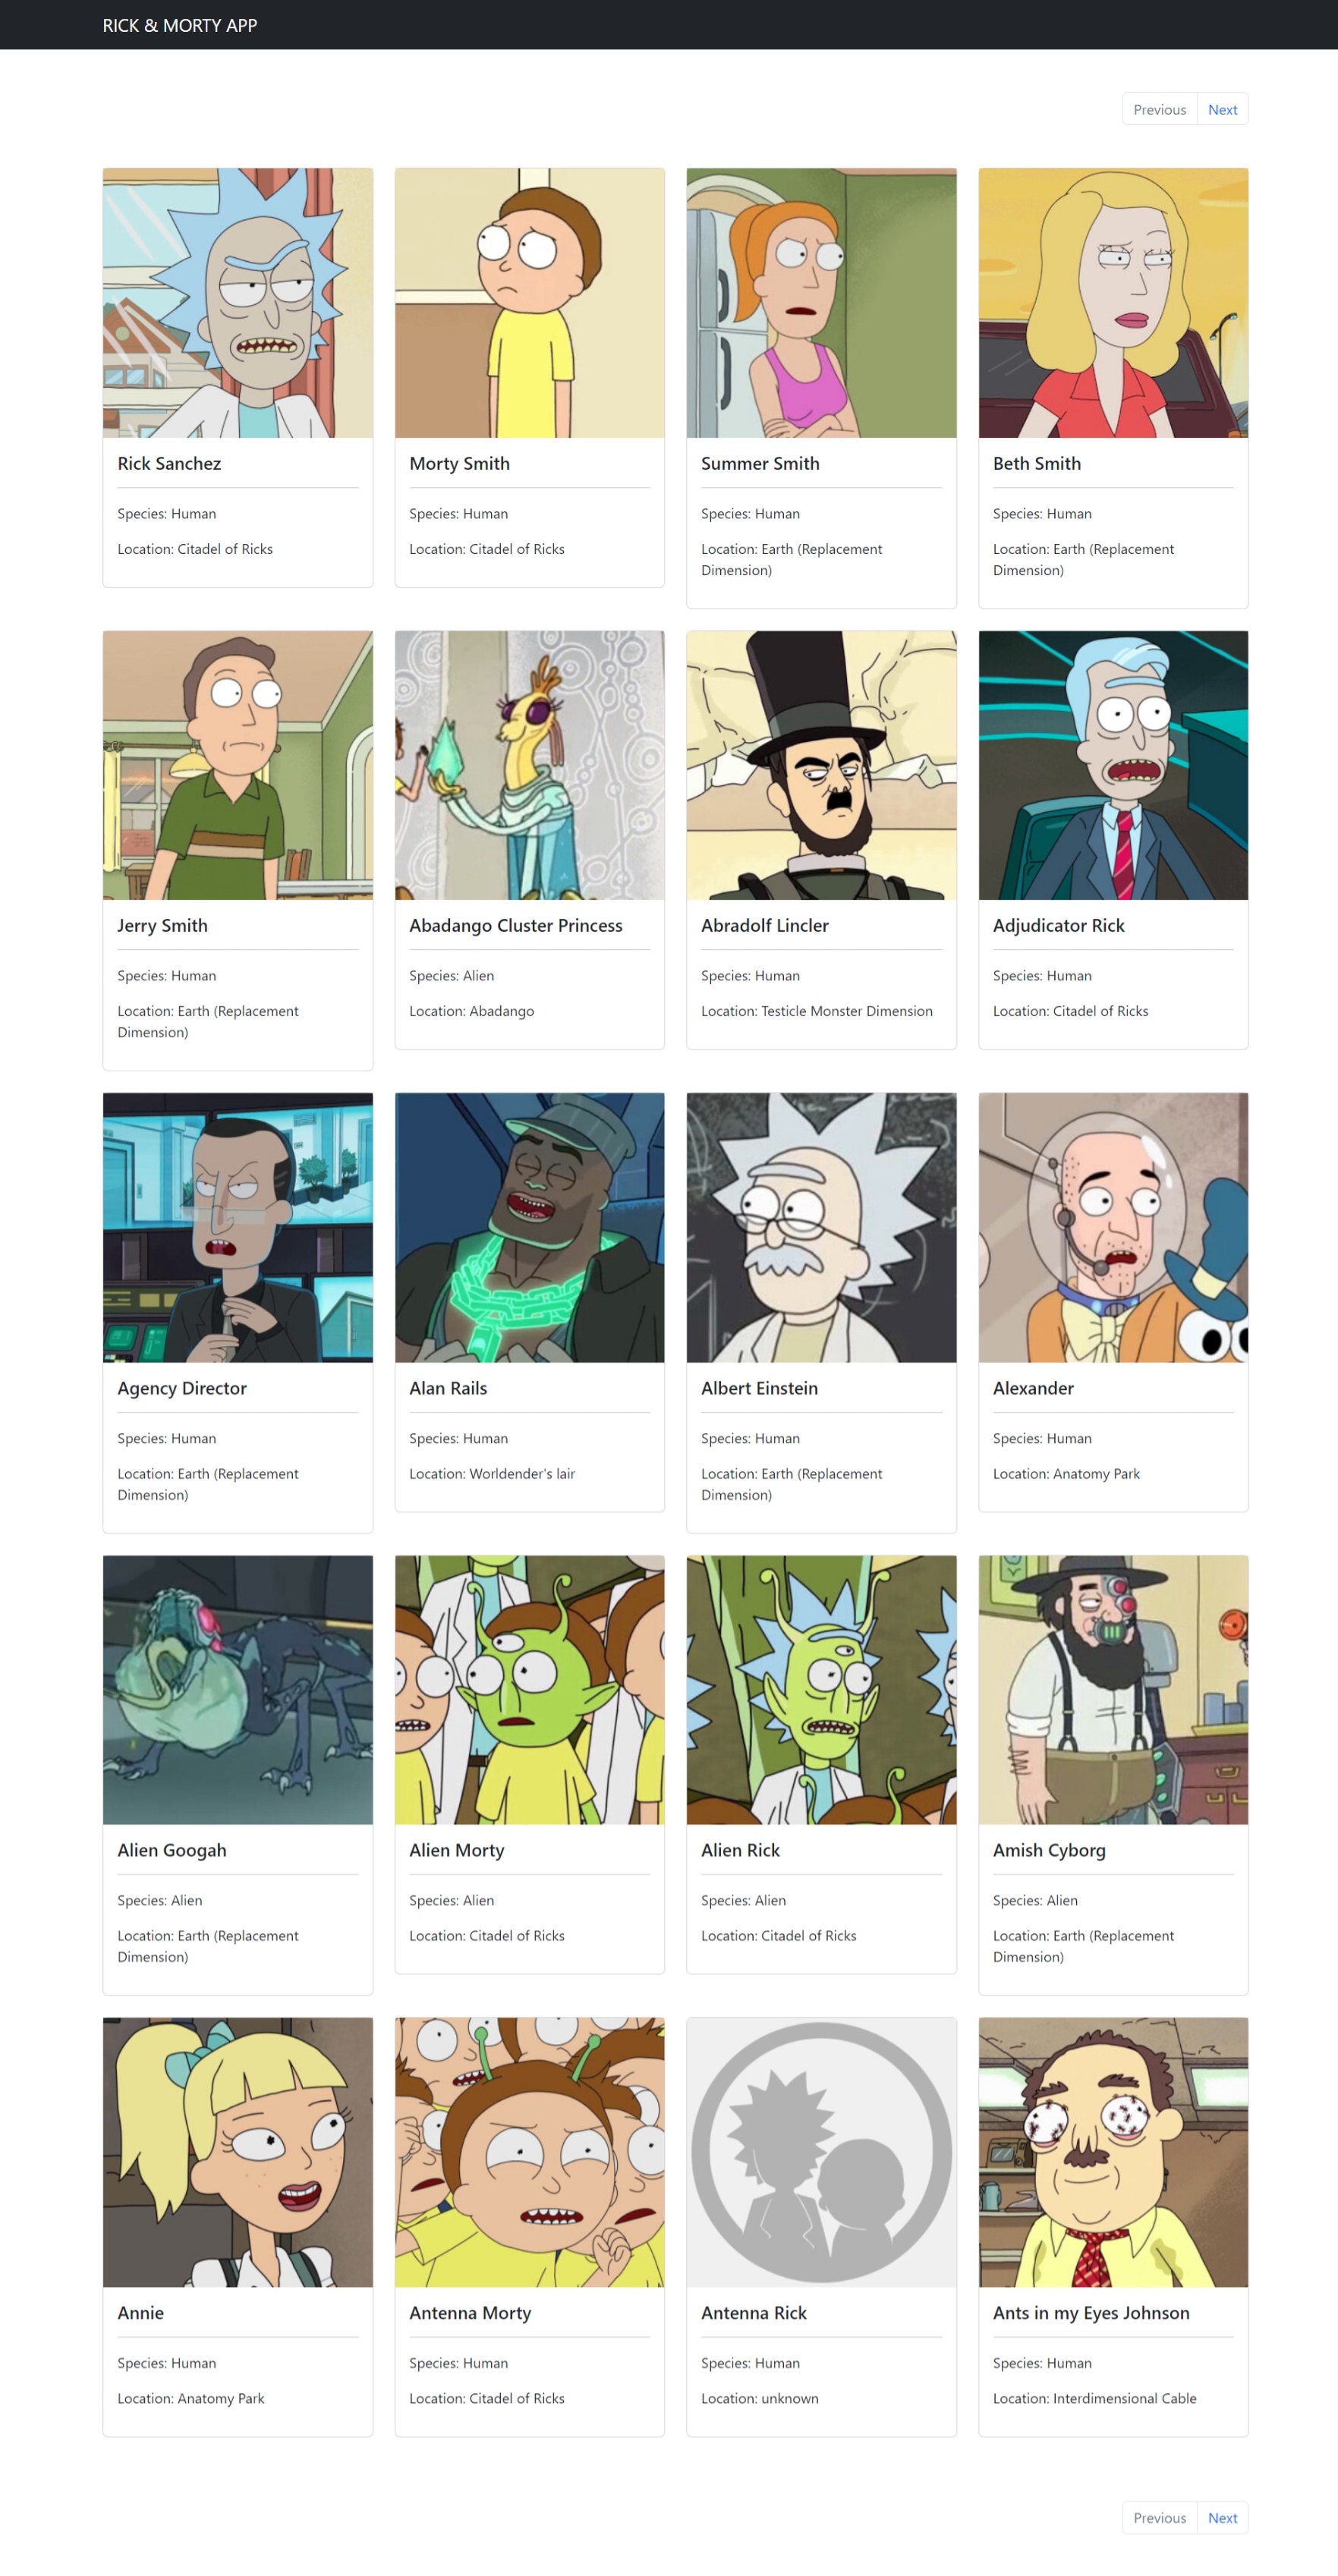 RICK & MORTY APP
Previous Next
Rick Sanchez
Species: Human
Location: Citadel of Ricks
Morty Smith
Species: Human
Location: Citadel of Ricks
Summer Smith
Species: Human
Location: Earth (Replacement
Dimension)
Beth Smith
Species: Human
Location: Earth (Replacement
Dimension)
Jerry Smith
Species: Human
Location: Earth (Replacement
Dimension)
Abadango Cluster Princess
Species: Alien
Location: Abadango
Abradolf Lincler
Species: Human
Location: Testicle Monster Dimension
Adjudicator Rick
Species: Human
Location: Citadel of Ricks
Agency Director
Species: Human
Location: Earth (Replacement
Dimension)
Alan Rails
Species: Human
Location: Worldender's lair
Albert Einstein
Species: Human
Location: Earth (Replacement
Dimension)
Alexander
Species: Human
Location: Anatomy Park
Alien Googah
Species: Alien
Location: Earth (Replacement
Dimension)
Alien Morty
Species: Alien
Location: Citadel of Ricks
Alien Rick
Species: Alien
Location: Citadel of Ricks
Amish Cyborg
Species: Alien
Location: Earth (Replacement
Dimension)
Annie
Species: Human
Location: Anatomy Park
Antenna Morty
Species: Human
Location: Citadel of Ricks
Antenna Rick
Species: Human
Location: unknown
Ants in my Eyes Johnson
Species: Human
Location: Interdimensional Cable
Previous Next